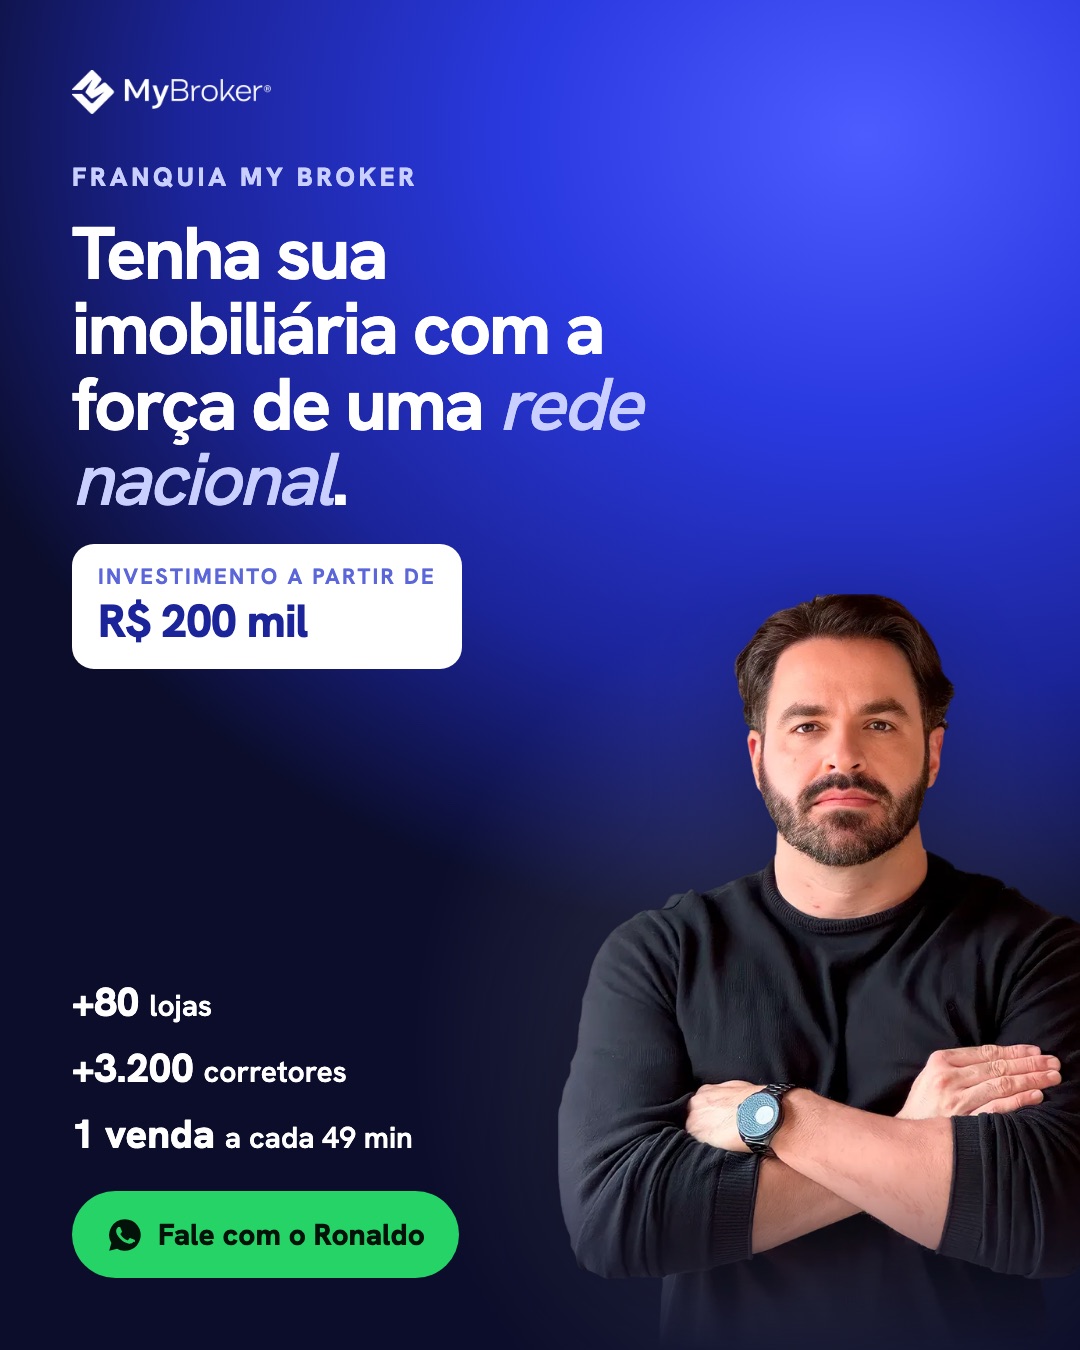 MyBroker®
FRANQUIA MY BROKER
Tenha sua
imobiliária com a
força de uma rede
nacional.
INVESTIMENTO A PARTIR DE
R$ 200 mil
+80 lojas
+3.200 corretores
1 venda a cada 49 min
Fale com o Ronaldo